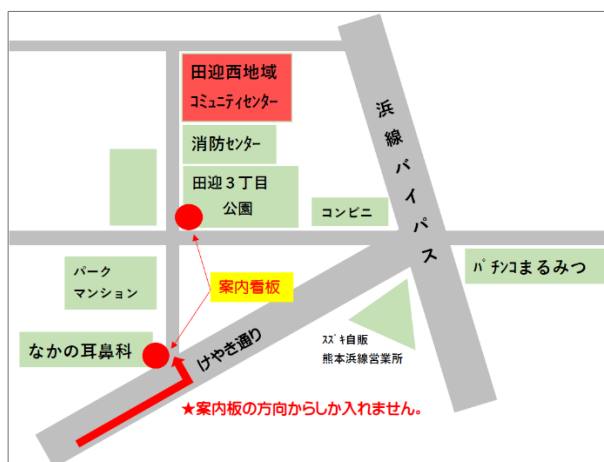 田迎西地域
コミュニティセンター
消防センター
田迎３丁目
公園
コンビニ
浜線バイパス
パチンコまるみつ
パーク
マンション
案内看板
なかの耳鼻科
けやき通り
スズキ自販
熊本浜線営業所
★案内板の方向からしか入れません。